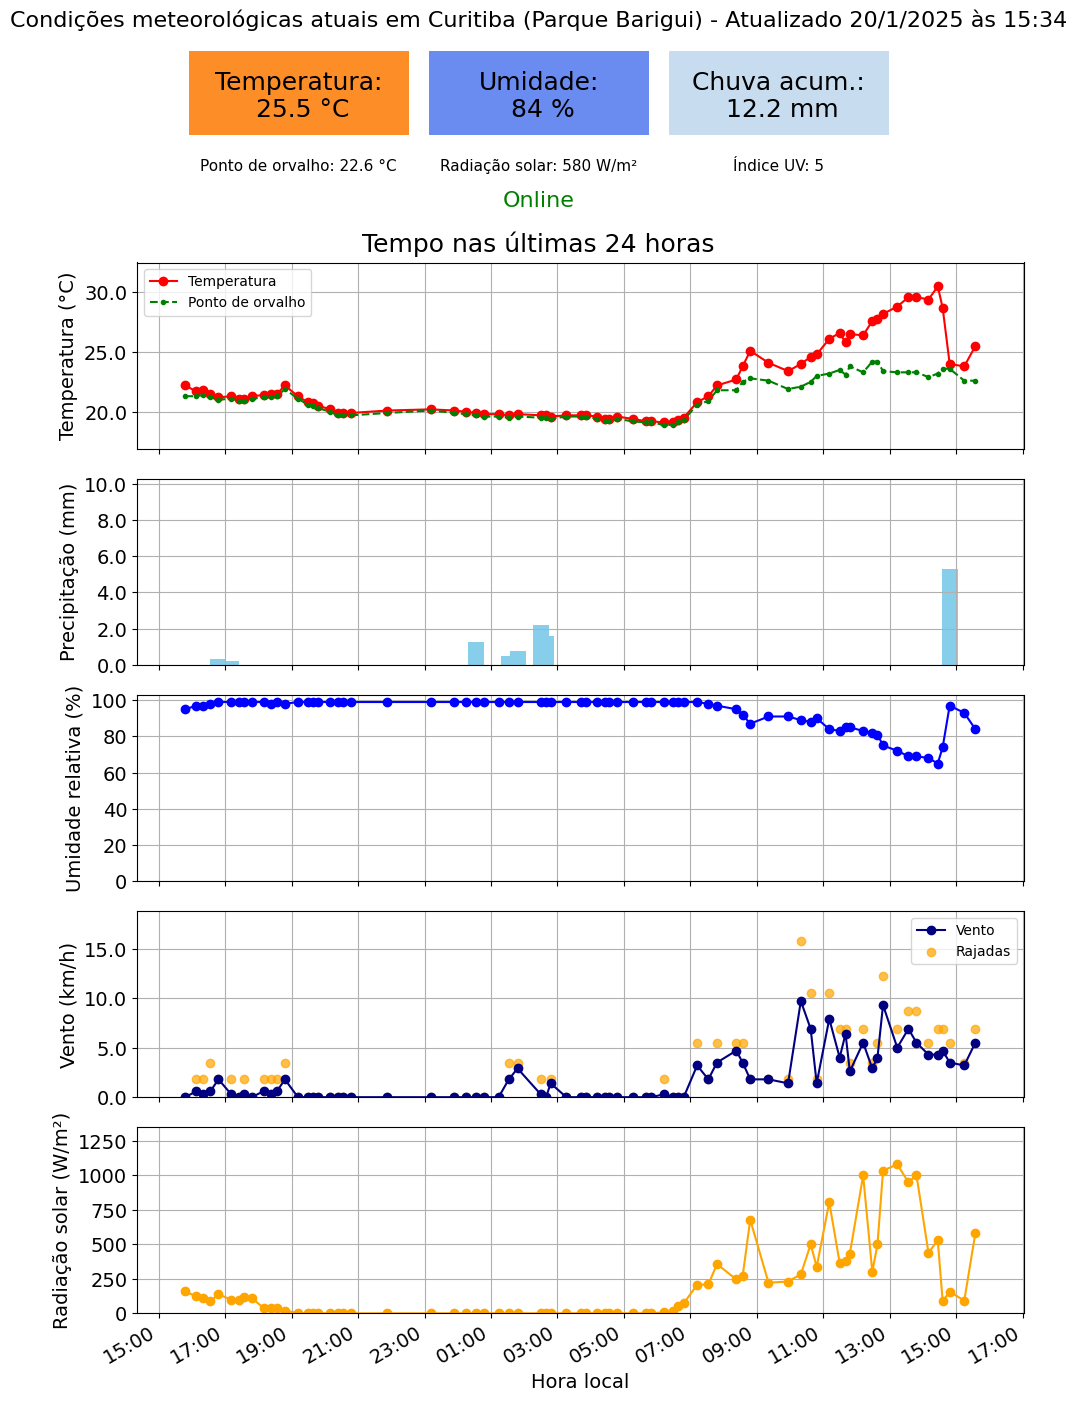 Condições meteorológicas atuais em Curitiba (Parque Barigui) - Atualizado 20/1/2025 às 15:34
Temperatura:
25.5 °C
Umidade:
84 %
Chuva acum.:
12.2 mm
Ponto de orvalho: 22.6 °C
Radiação solar: 580 W/m²
Índice UV: 5
Online
Tempo nas últimas 24 horas
Temperatura (°C)
30.0
25.0
20.0
Temperatura
Ponto de orvalho
Precipitação (mm)
10.0
8.0
6.0
4.0
2.0
0.0
Umidade relativa (%)
100
80
60
40
20
0
Vento (km/h)
15.0
10.0
5.0
0.0
Vento
Rajadas
Radiação solar (W/m²)
1250
1000
750
500
250
0
15:00
17:00
19:00
21:00
23:00
01:00
03:00
05:00
07:00
09:00
11:00
13:00
15:00
17:00
Hora local